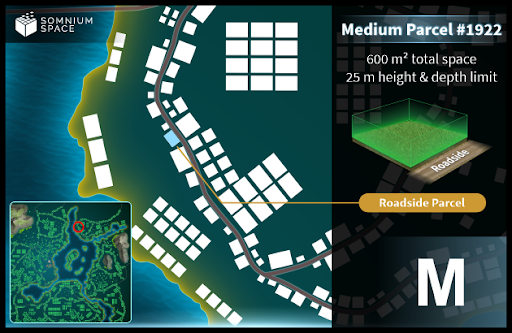 SOMNIUM
SPACE
Medium Parcel #1922
600 m² total space
25 m height & depth limit
Roadside
Roadside Parcel
M